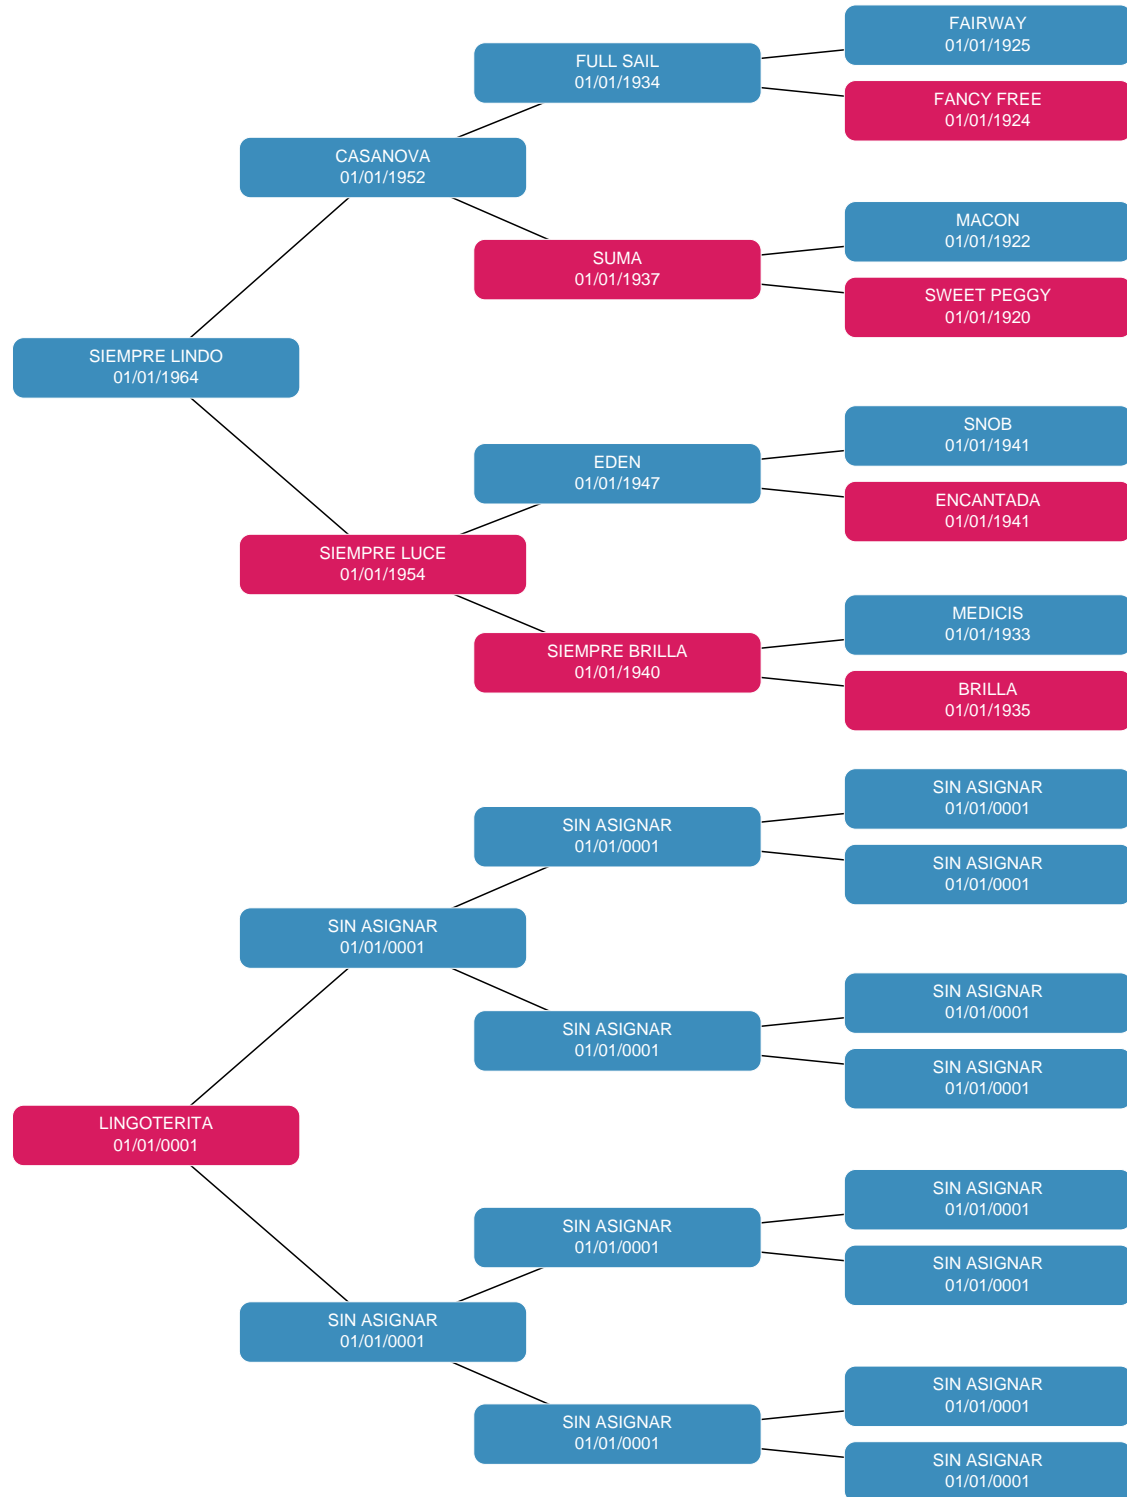 FAIRWAY
01/01/1925
FULL SAIL
01/01/1934
FANCY FREE
01/01/1924
CASANOVA
01/01/1952
MACON
01/01/1922
SUMA
01/01/1937
SWEET PEGGY
01/01/1920
SIEMPRE LINDO
01/01/1964
SNOB
01/01/1941
EDEN
01/01/1947
ENCANTADA
01/01/1941
SIEMPRE LUCE
01/01/1954
MEDICIS
01/01/1933
SIEMPRE BRILLA
01/01/1940
BRILLA
01/01/1935
SIN ASIGNAR
01/01/0001
SIN ASIGNAR
01/01/0001
SIN ASIGNAR
01/01/0001
SIN ASIGNAR
01/01/0001
SIN ASIGNAR
01/01/0001
SIN ASIGNAR
01/01/0001
SIN ASIGNAR
01/01/0001
LINGOTERITA
01/01/0001
SIN ASIGNAR
01/01/0001
SIN ASIGNAR
01/01/0001
SIN ASIGNAR
01/01/0001
SIN ASIGNAR
01/01/0001
SIN ASIGNAR
01/01/0001
SIN ASIGNAR
01/01/0001
SIN ASIGNAR
01/01/0001